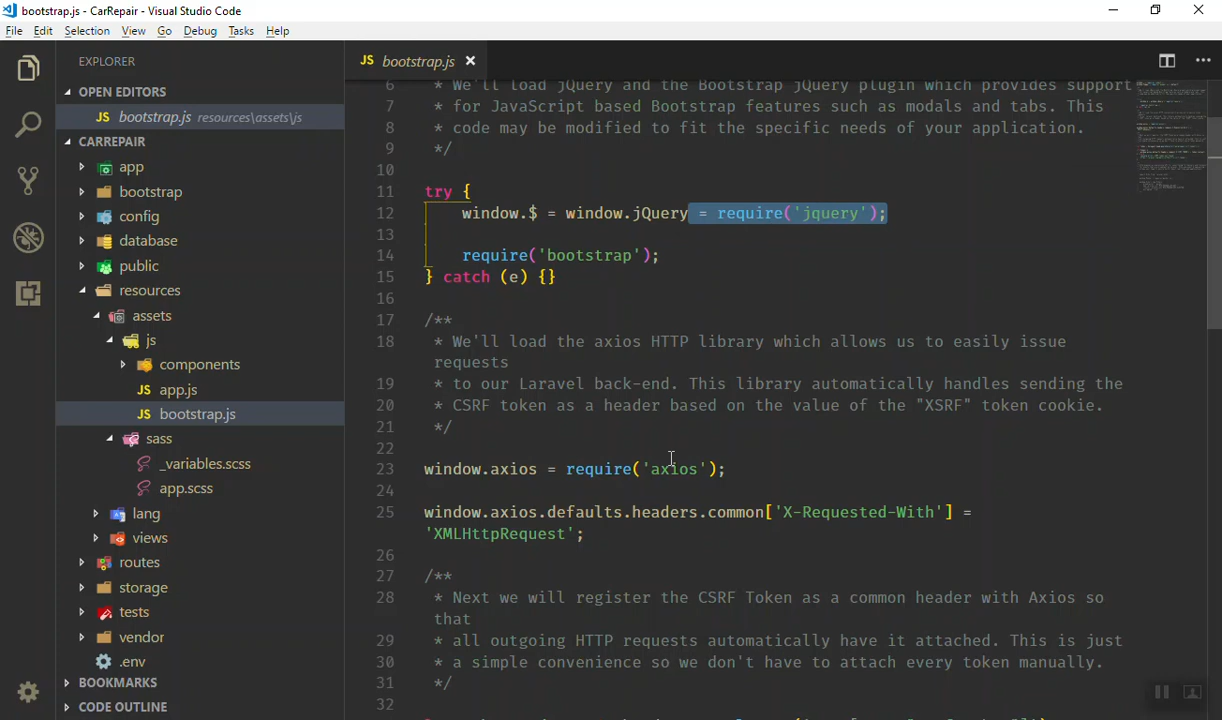 bootstrap.js - CarRepair - Visual Studio Code
File Edit Selection View Go Debug Tasks Help
EXPLORER
OPEN EDITORS
JS bootstrap.js resources\assets\js
CARREPAIR
app
bootstrap
config
database
public
resources
assets
js
components
JS app.js
JS bootstrap.js
sass
_variables.scss
app.scss
lang
views
routes
storage
tests
vendor
.env
BOOKMARKS
CODE OUTLINE
JS bootstrap.js
6 * We'll load jQuery and the Bootstrap jQuery plugin which provides support
7 * for JavaScript based Bootstrap features such as modals and tabs. This
8 * code may be modified to fit the specific needs of your application.
9 */
10
11 try {
12 window.$ = window.jQuery = require('jquery');
13
14 require('bootstrap');
15 } catch (e) {}
16
17 /**
18 * We'll load the axios HTTP library which allows us to easily issue
requests
19 * to our Laravel back-end. This library automatically handles sending the
20 * CSRF token as a header based on the value of the "XSRF" token cookie.
21 */
22
23 window.axios = require('axios');
24
25 window.axios.defaults.headers.common['X-Requested-With'] =
'XMLHttpRequest';
26
27 /**
28 * Next we will register the CSRF Token as a common header with Axios so
that
29 * all outgoing HTTP requests automatically have it attached. This is just
30 * a simple convenience so we don't have to attach every token manually.
31 */
32